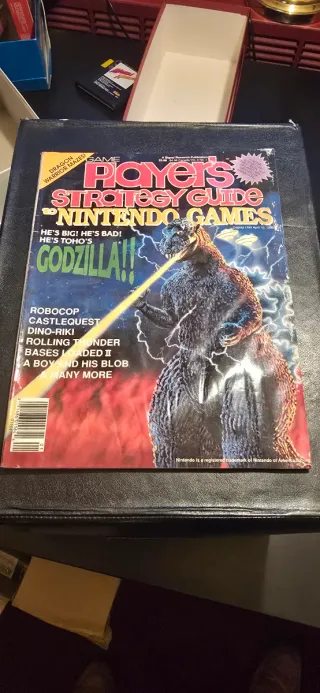 DRAGON
WARRIOR MAZES
GAME
PLAYERS
STRATEGY GUIDE
TO NINTENDO GAMES
HE'S BIG! HE'S BAD!
HE'S TOHO'S
GODZILLA!!
ROBOCOP
CASTLEQUEST
DINO-RIKI
ROLLING THUNDER
BASES LOADED II
A BOY AND HIS BLOB
& MANY MORE
Nintendo is a registered trademark of Nintendo of America